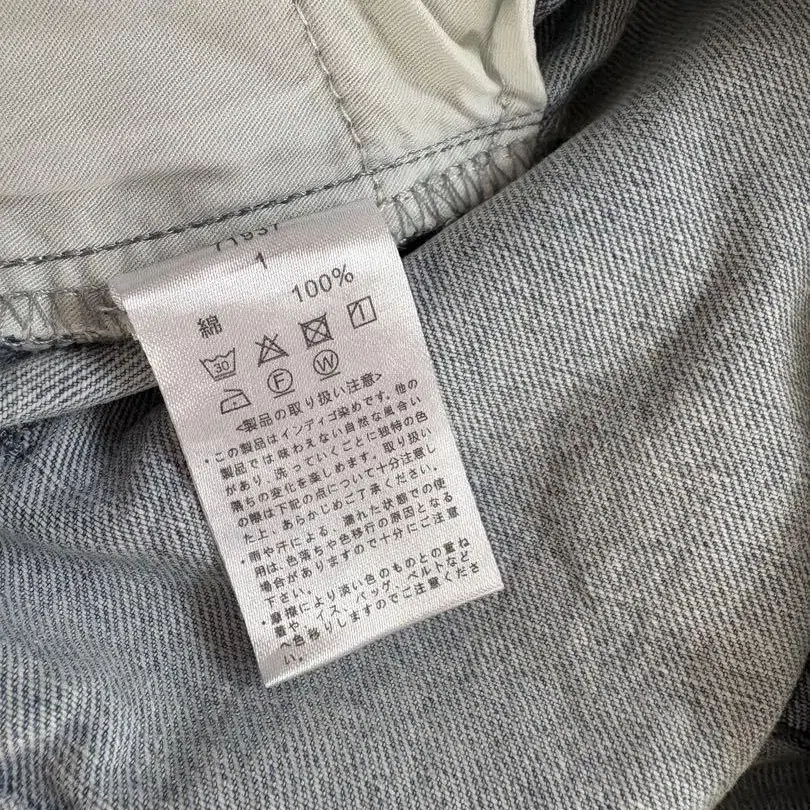 1
綿 100%
30
F W
<製品の取り扱い注意>
・この製品はインディゴ染めです。他の
製品では味わえない自然な風合い
があり、洗っていくごとに独特の色
落ちの変化を楽しめます。取り扱い
の際は下記の点について十分注意し
た上、あらかじめご了承ください。
・雨や汗による、濡れた状態での使
用は、色落ちや色移行の原因となる
場合がありますので十分にご注意
下さい。
・摩擦により淡い色のものとの重ね
着や、イス、バッグ、ベルトなど
へ色移りしますのでご注意くださ
い。